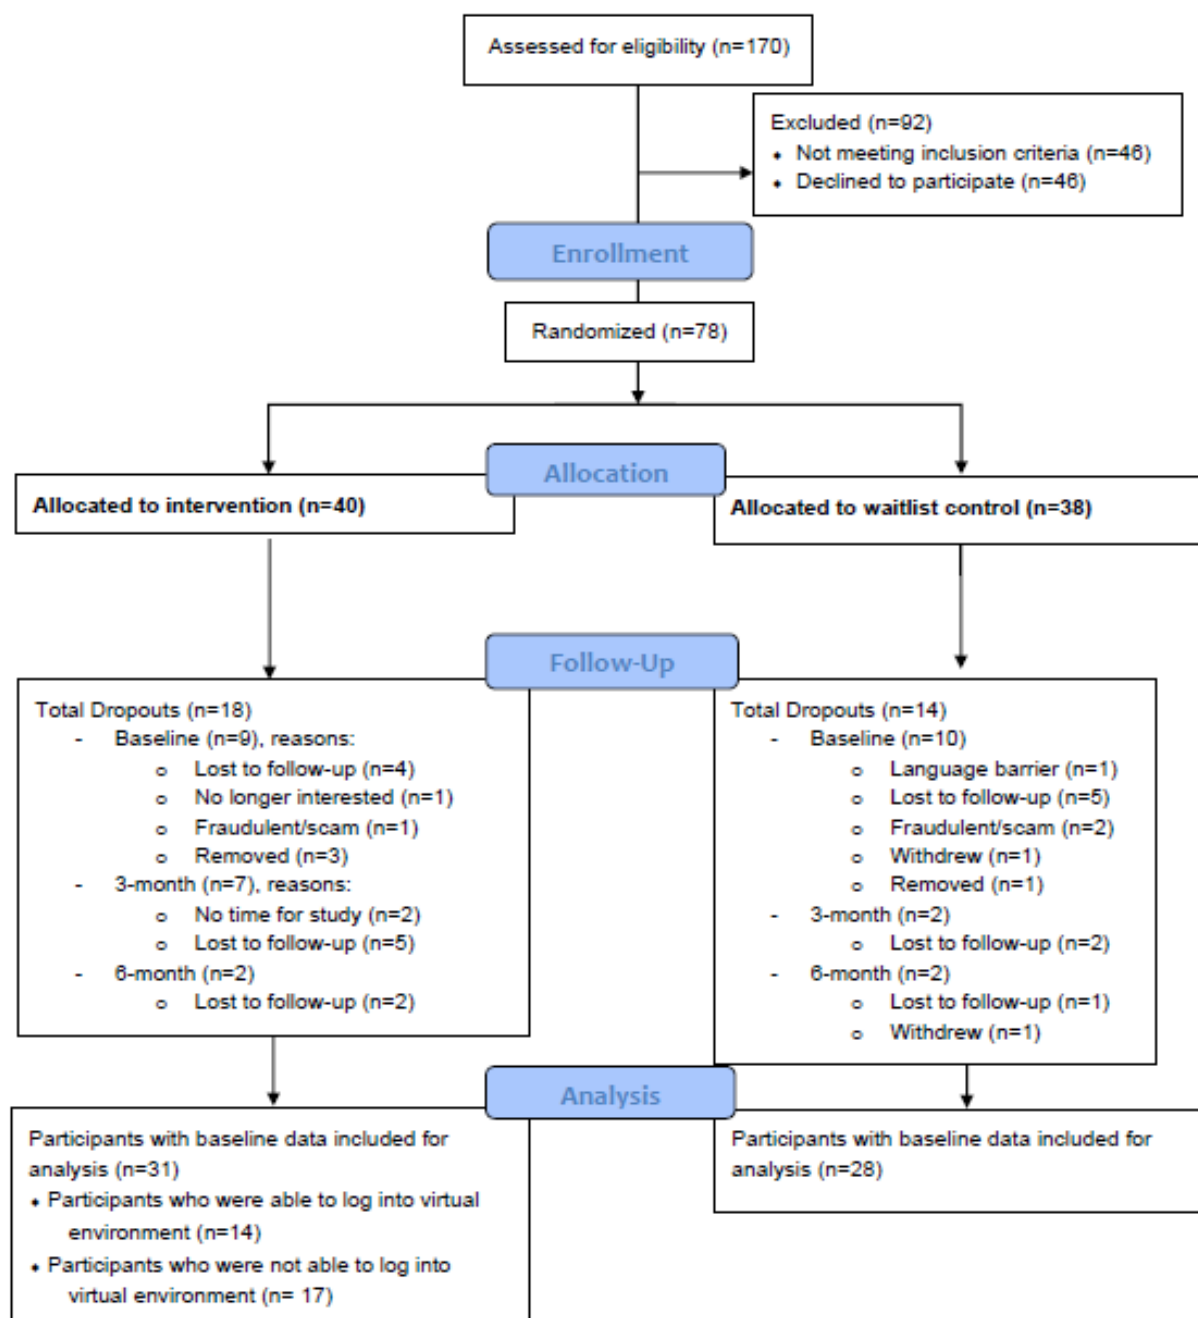 Assessed for eligibility (n=170)
Excluded (n=92)
⬩ Not meeting inclusion criteria (n=46)
⬩ Declined to participate (n=46)
Enrollment
Randomized (n=78)
Allocation
Allocated to intervention (n=40)
Allocated to waitlist control (n=38)
Follow-Up
Total Dropouts (n=18)
- Baseline (n=9), reasons:
o Lost to follow-up (n=4)
o No longer interested (n=1)
o Fraudulent/scam (n=1)
o Removed (n=3)
- 3-month (n=7), reasons:
o No time for study (n=2)
o Lost to follow-up (n=5)
- 6-month (n=2)
o Lost to follow-up (n=2)
Total Dropouts (n=14)
- Baseline (n=10)
o Language barrier (n=1)
o Lost to follow-up (n=5)
o Fraudulent/scam (n=2)
o Withdrew (n=1)
o Removed (n=1)
- 3-month (n=2)
o Lost to follow-up (n=2)
- 6-month (n=2)
o Lost to follow-up (n=1)
o Withdrew (n=1)
Analysis
Participants with baseline data included for
analysis (n=31)
⬩ Participants who were able to log into virtual
environment (n=14)
⬩ Participants who were not able to log into
virtual environment (n= 17)
Participants with baseline data included for
analysis (n=28)